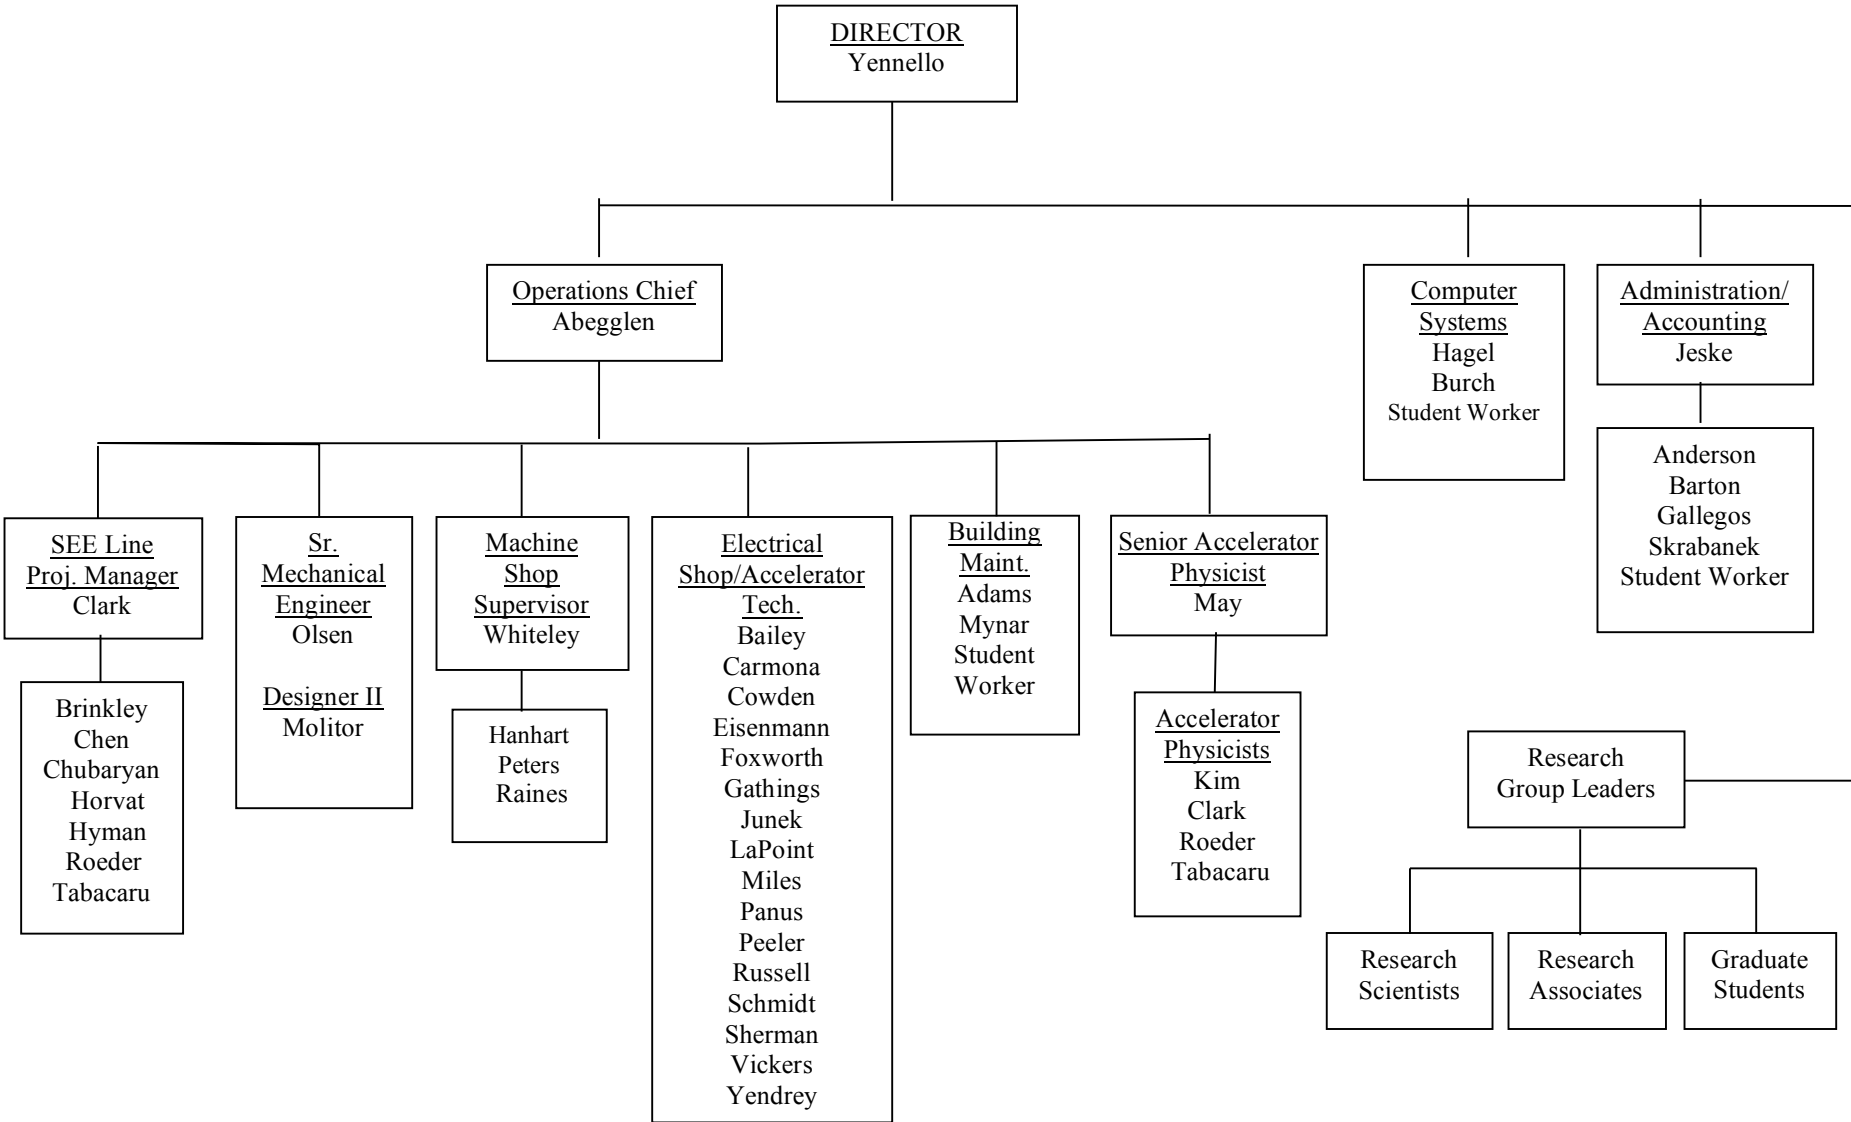 DIRECTOR
Yennello
Operations Chief
Abegglen
Computer
Systems
Hagel
Burch
Student Worker
Administration/
Accounting
Jeske
Anderson
Barton
Gallegos
Skrabanek
Student Worker
SEE Line
Proj. Manager
Clark
Brinkley
Chen
Chubaryan
Horvat
Hyman
Roeder
Tabacaru
Sr.
Mechanical
Engineer
Olsen
Designer II
Molitor
Machine
Shop
Supervisor
Whiteley
Hanhart
Peters
Raines
Electrical
Shop/Accelerator
Tech.
Bailey
Carmona
Cowden
Eisenmann
Foxworth
Gathings
Junek
LaPoint
Miles
Panus
Peeler
Russell
Schmidt
Sherman
Vickers
Yendrey
Building
Maint.
Adams
Mynar
Student
Worker
Senior Accelerator
Physicist
May
Accelerator
Physicists
Kim
Clark
Roeder
Tabacaru
Research
Group Leaders
Research
Scientists
Research
Associates
Graduate
Students